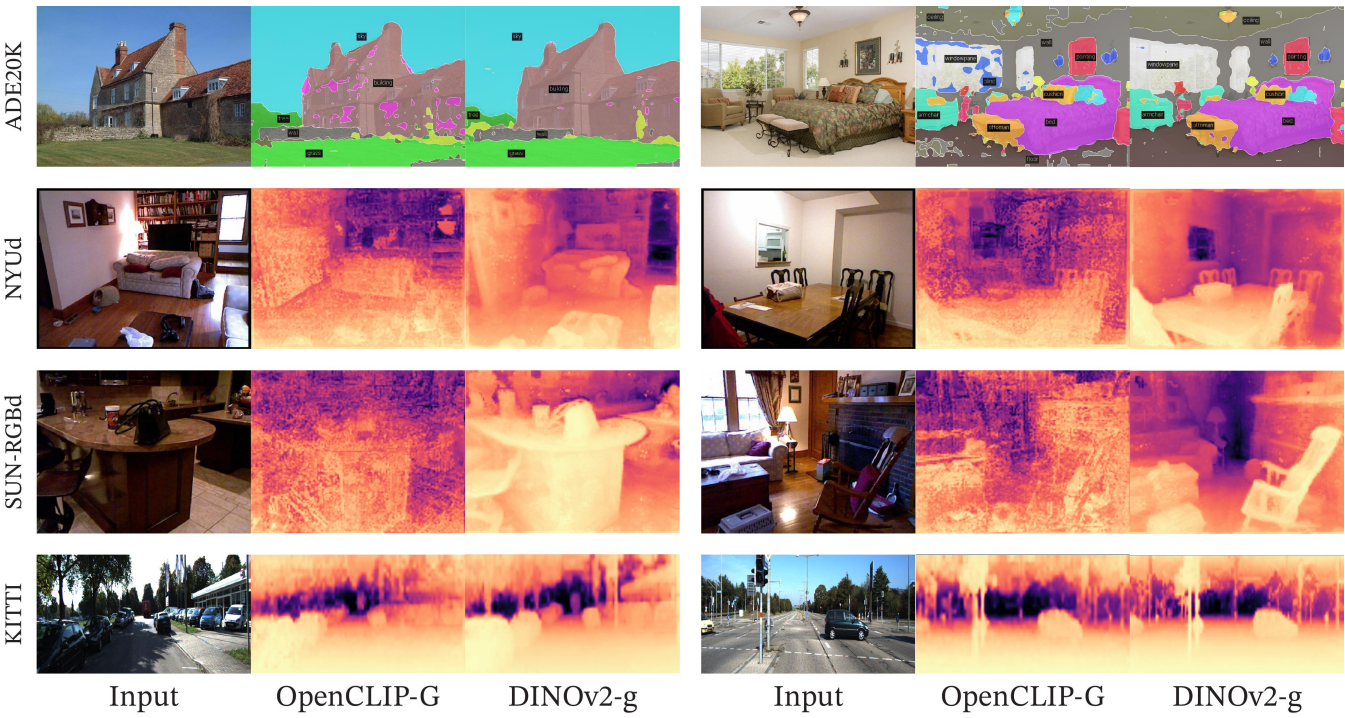 ADE20K
sky
building
tree
wall
grass
sky
building
tree
wall
grass
ceiling
wall
painting
windowpane
blind
cushion
armchair
ottoman
bed
floor
ceiling
wall
painting
windowpane
cushion
armchair
ottoman
bed
NYUd
SUN-RGBd
KITTI
Input OpenCLIP-G DINOv2-g Input OpenCLIP-G DINOv2-g